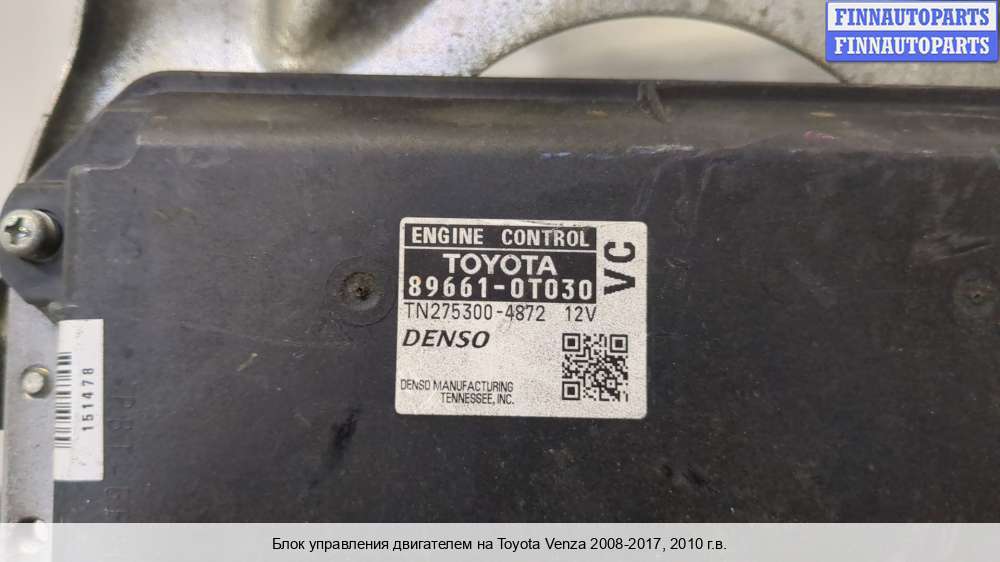 FINNAUTOPARTS
FINNAUTOPARTS
ENGINE CONTROL
TOYOTA
89661-0T030
VC
TN275300-4872 12V
DENSO
DENSO MANUFACTURING
TENNESSEE, INC.
151478
Блок управления двигателем на Toyota Venza 2008-2017, 2010 г.в.